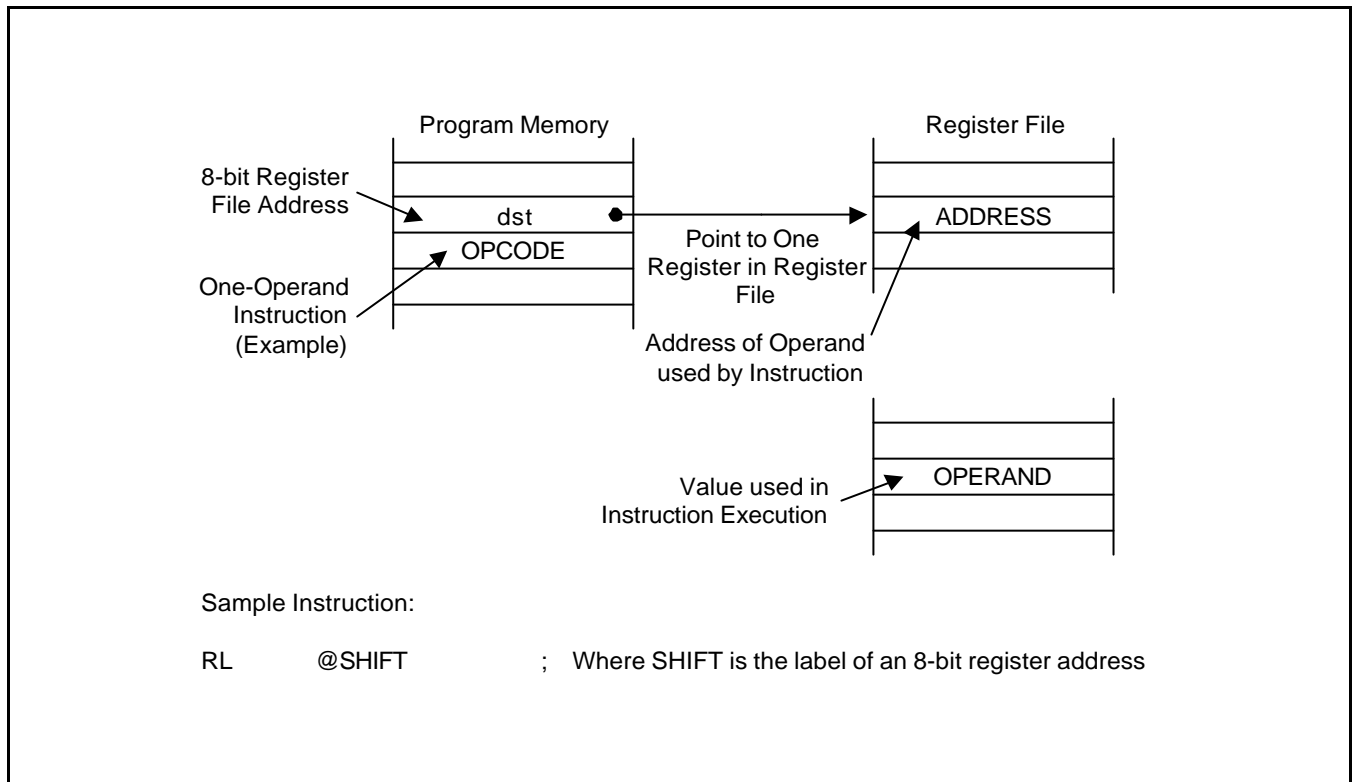 Program Memory
Register File
8-bit Register
File Address
dst
ADDRESS
OPCODE
Point to One
Register in Register
File
One-Operand
Instruction
(Example)
Address of Operand
used by Instruction
OPERAND
Value used in
Instruction Execution
Sample Instruction:
RL @SHIFT ; Where SHIFT is the label of an 8-bit register address